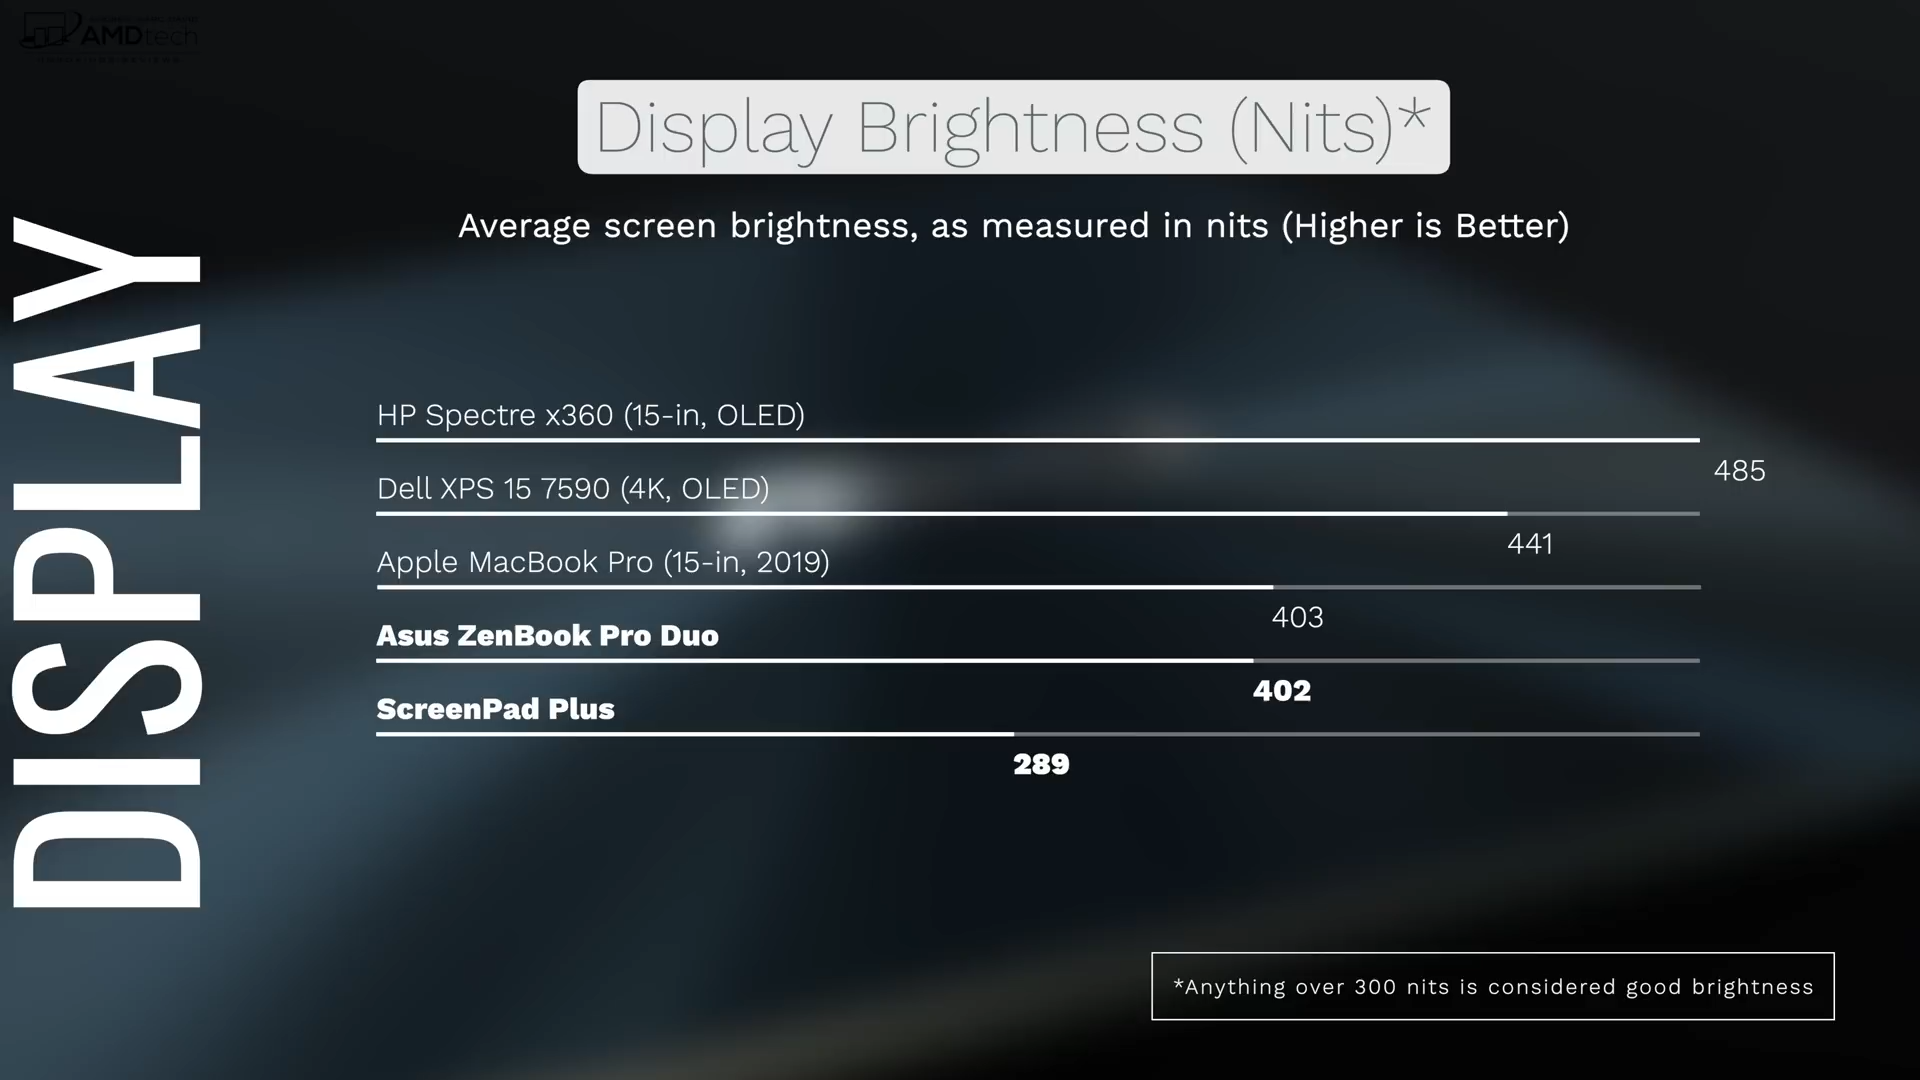 AMDtech
Display Brightness (Nits)*
Average screen brightness, as measured in nits (Higher is Better)
DISPLAY
HP Spectre x360 (15-in, OLED)
485
Dell XPS 15 7590 (4K, OLED)
441
Apple MacBook Pro (15-in, 2019)
403
Asus ZenBook Pro Duo
402
ScreenPad Plus
289
*Anything over 300 nits is considered good brightness